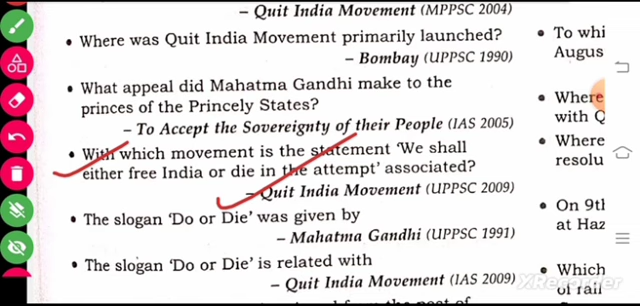 – Quit India Movement (MPPSC 2004)
• Where was Quit India Movement primarily launched?
– Bombay (UPPSC 1990)
• What appeal did Mahatma Gandhi make to the
princes of the Princely States?
– To Accept the Sovereignty of their People (IAS 2005)
• With which movement is the statement ‘We shall
either free India or die in the attempt’ associated?
– Quit India Movement (UPPSC 2009)
• The slogan ‘Do or Die’ was given by
– Mahatma Gandhi (UPPSC 1991)
• The slogan ‘Do or Die’ is related with
– Quit India Movement (IAS 2009)
• To whi
Augus
• Where
with Q
• Where
resolu
• On 9th
at Haz
• Which
of rail
XRecorder